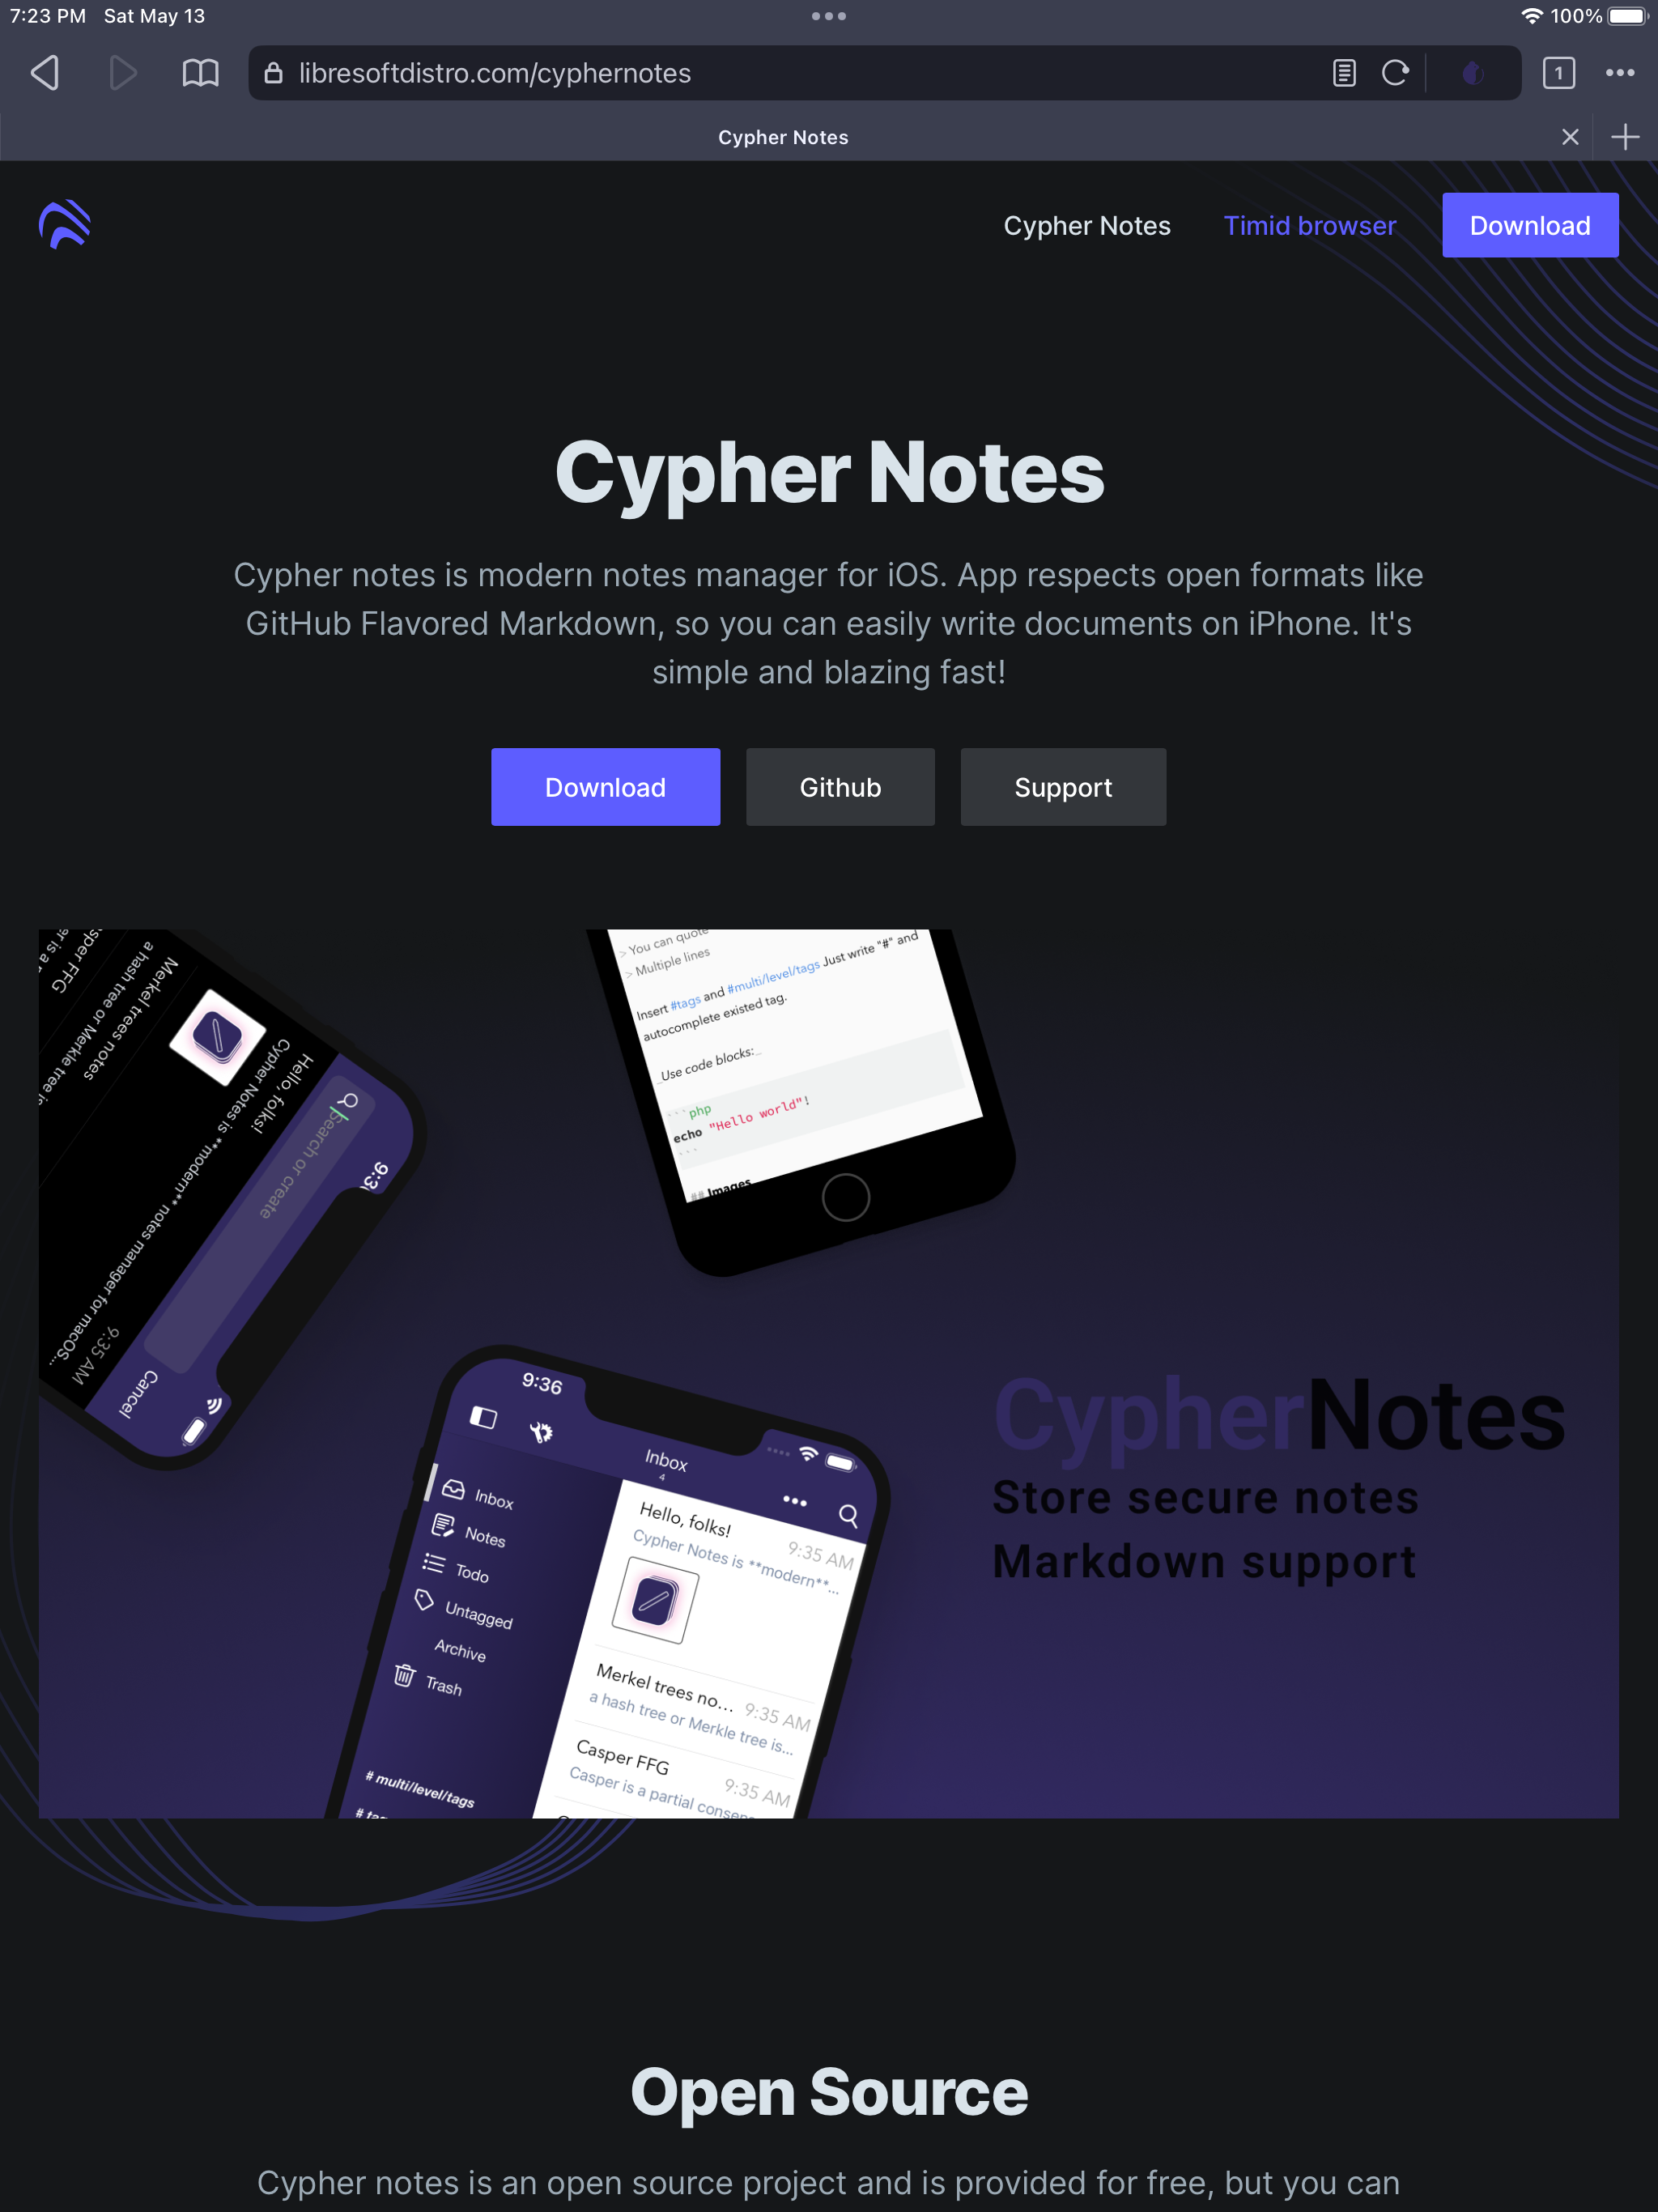 7:23 PM Sat May 13
100%
libresoftdistro.com/cyphernotes
1
Cypher Notes
Cypher Notes
Timid browser
Download
Cypher Notes
Cypher notes is modern notes manager for iOS. App respects open formats like
GitHub Flavored Markdown, so you can easily write documents on iPhone. It's
simple and blazing fast!
Download
Github
Support
er is a
sper FFG
Merkel trees notes
a hash tree or Merkle tree is
Hello, folks!
Cypher Notes is **modern** notes manager for macOS...
9:35 AM
Search or create
Cancel
> You can quote
> Multiple lines
Insert #tags and #multi/level/tags Just write "#" and
autocomplete existed tag.
_Use code blocks:_
```php
echo "Hello world"!
```
## Images
9:36
Inbox
4
Inbox
Notes
Todo
Untagged
Archive
Trash
# multi/level/tags
Hello, folks!
9:35 AM
Cypher Notes is **modern**...
Merkel trees no...
9:35 AM
a hash tree or Merkle tree is...
Casper FFG
9:35 AM
Casper is a partial consen
CypherNotes
Store secure notes
Markdown support
Open Source
Cypher notes is an open source project and is provided for free, but you can